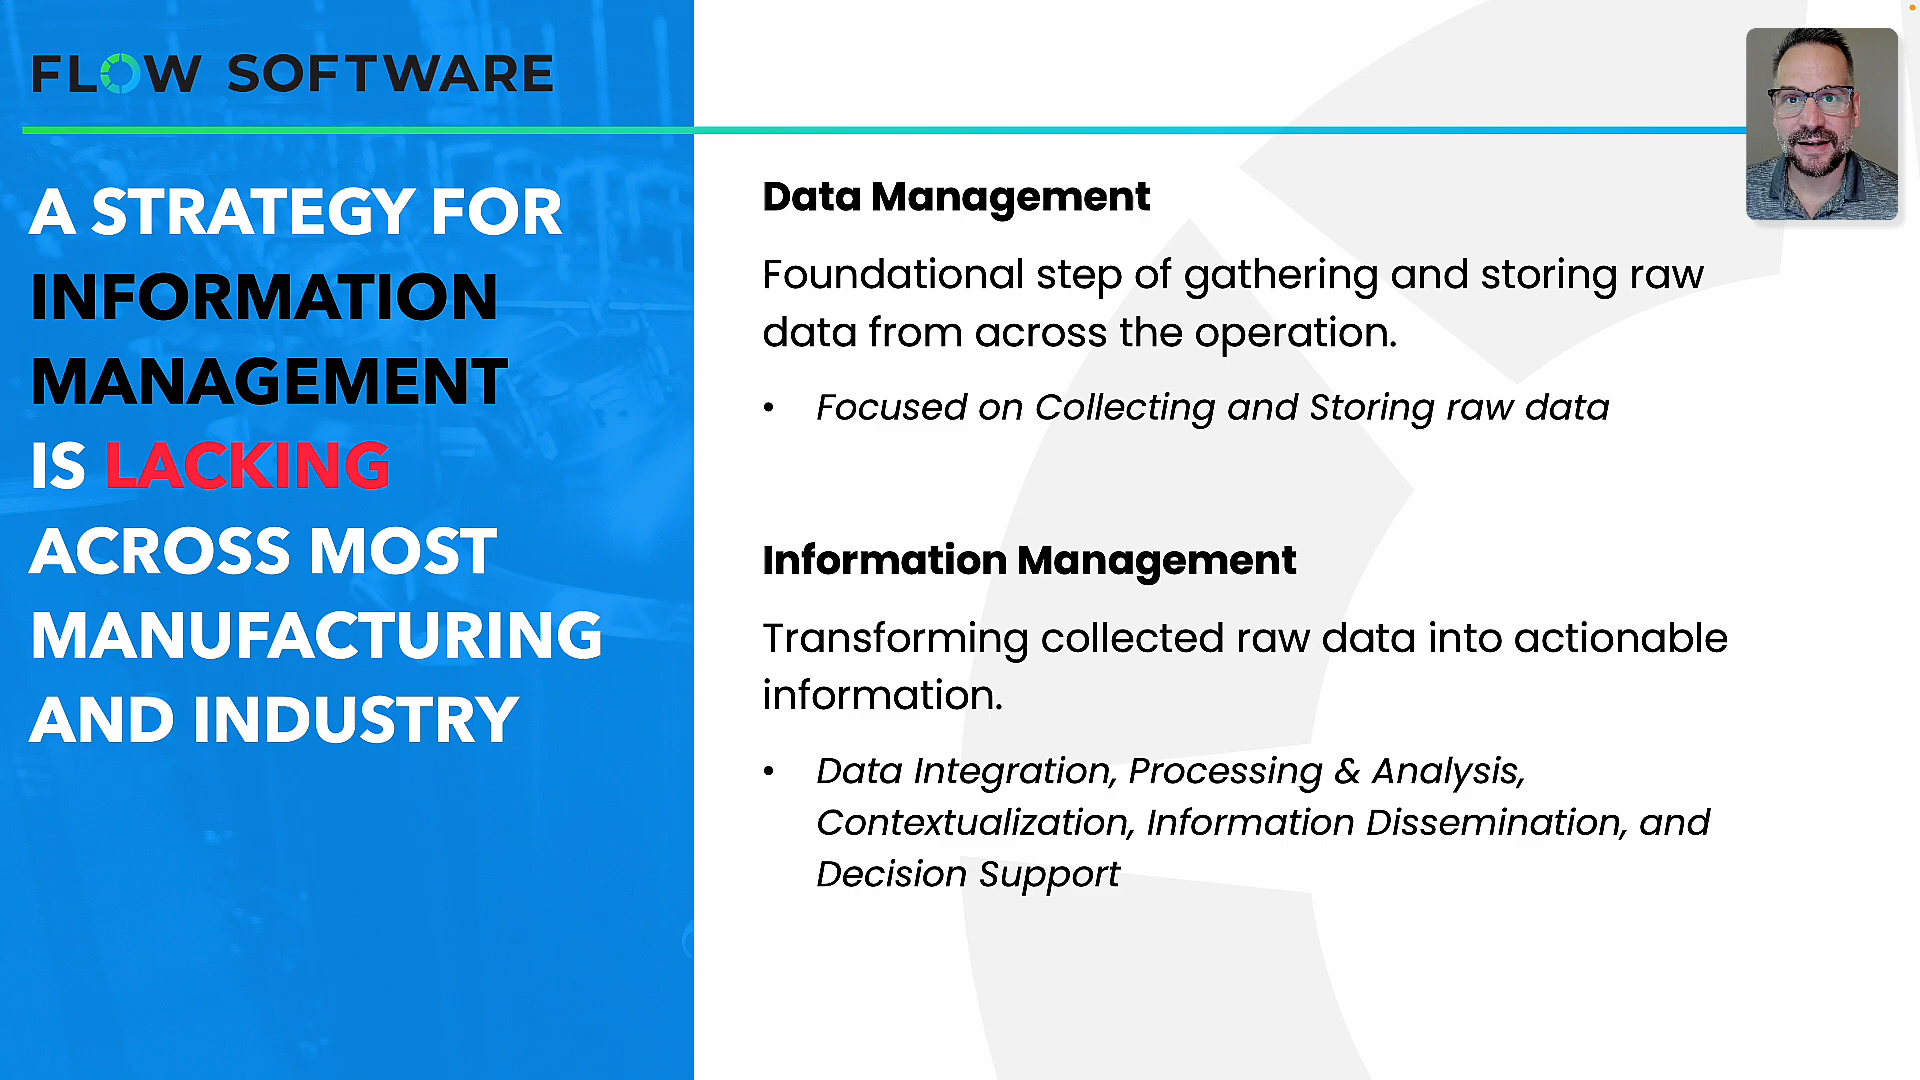 FLOW SOFTWARE
A STRATEGY FOR
INFORMATION
MANAGEMENT
IS LACKING
ACROSS MOST
MANUFACTURING
AND INDUSTRY
Data Management
Foundational step of gathering and storing raw
data from across the operation.
• Focused on Collecting and Storing raw data
Information Management
Transforming collected raw data into actionable
information.
• Data Integration, Processing & Analysis,
Contextualization, Information Dissemination, and
Decision Support